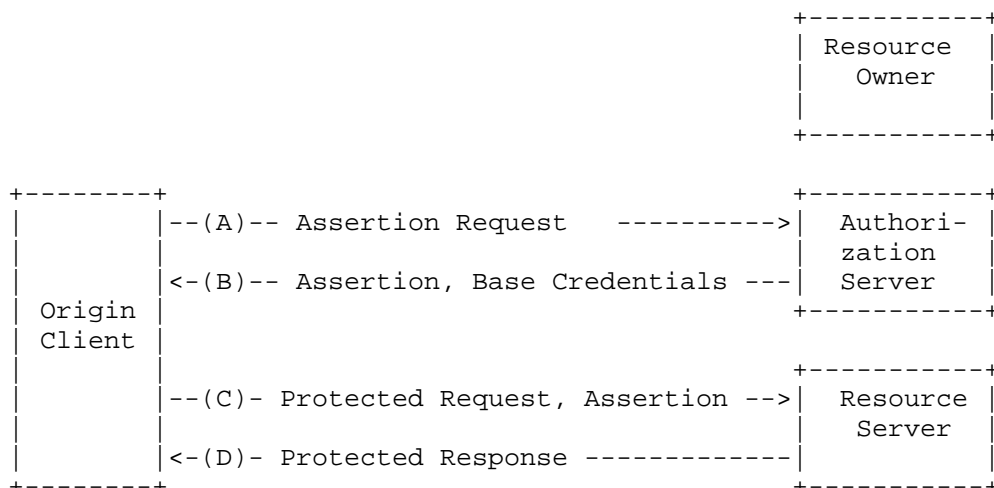 Resource
Owner
--(A)-- Assertion Request ---------->| Authori-
zation
<-(B)-- Assertion, Base Credentials ---| Server
Origin
Client
--(C)- Protected Request, Assertion -->| Resource
Server
<-(D)- Protected Response -------------|